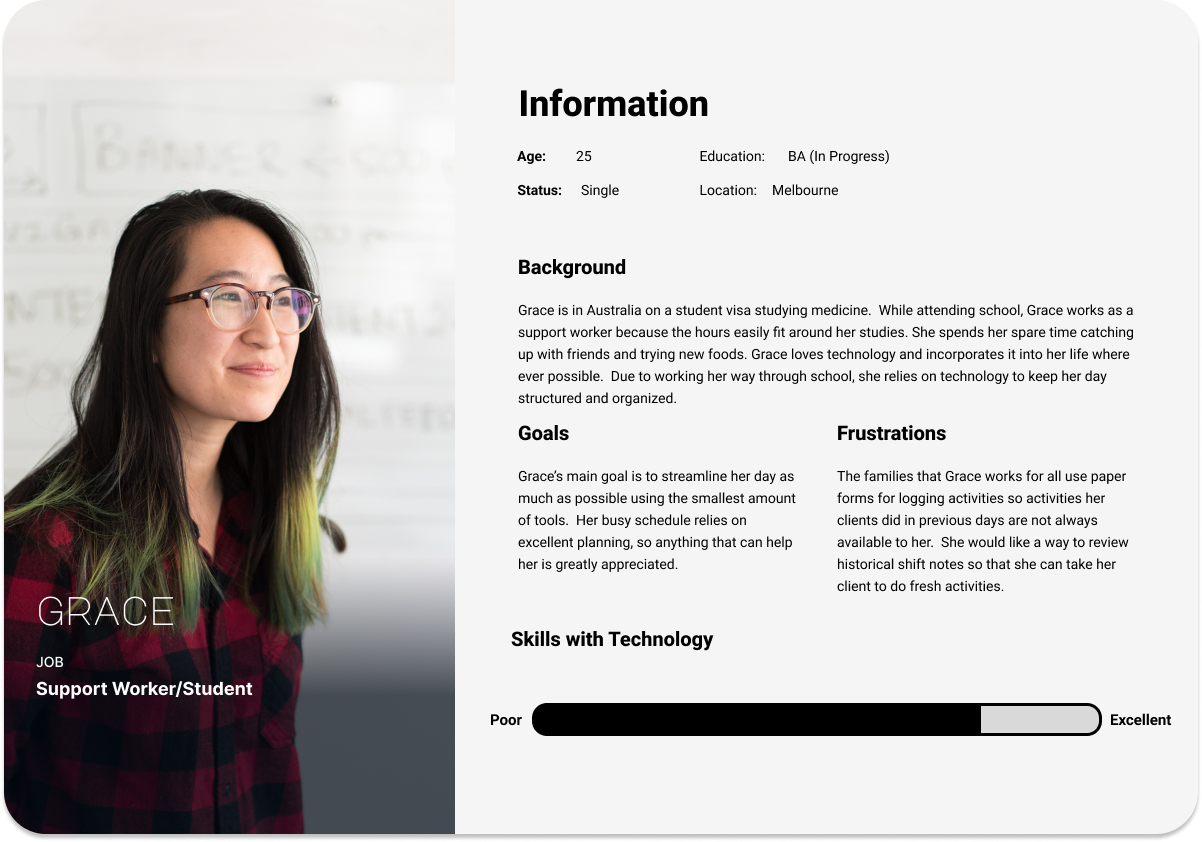 Information
Age: 25 Education: BA (In Progress)
Status: Single Location: Melbourne
Background
Grace is in Australia on a student visa studying medicine.  While attending school, Grace works as a
support worker because the hours easily fit around her studies. She spends her spare time catching
up with friends and trying new foods. Grace loves technology and incorporates it into her life where
ever possible.  Due to working her way through school, she relies on technology to keep her day
structured and organized.
Goals
Grace’s main goal is to streamline her day as
much as possible using the smallest amount
of tools.  Her busy schedule relies on
excellent planning, so anything that can help
her is greatly appreciated.
Frustrations
The families that Grace works for all use paper
forms for logging activities so activities her
clients did in previous days are not always
available to her.  She would like a way to review
historical shift notes so that she can take her
client to do fresh activities.
Skills with Technology
Poor Excellent
BANNER
GRACE
JOB
Support Worker/Student